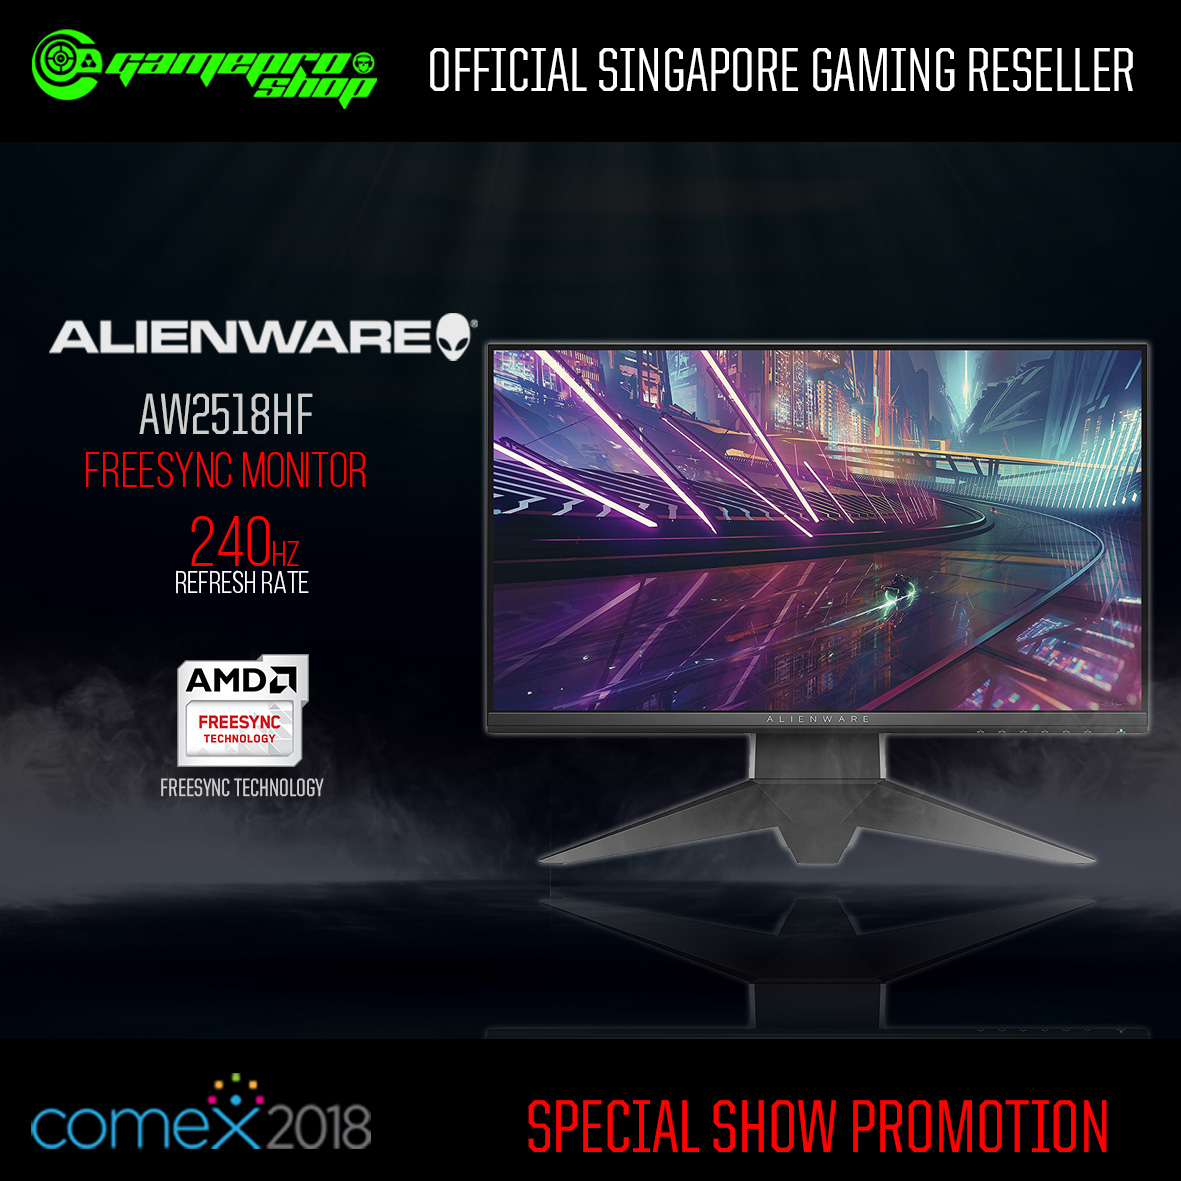 gamepro
shop
OFFICIAL SINGAPORE GAMING RESELLER
ALIENWARE®
AW2518HF
FREESYNC MONITOR
240HZ
REFRESH RATE
AMD
FREESYNC
TECHNOLOGY
FREESYNC TECHNOLOGY
ALIENWARE
comex2018
SPECIAL SHOW PROMOTION